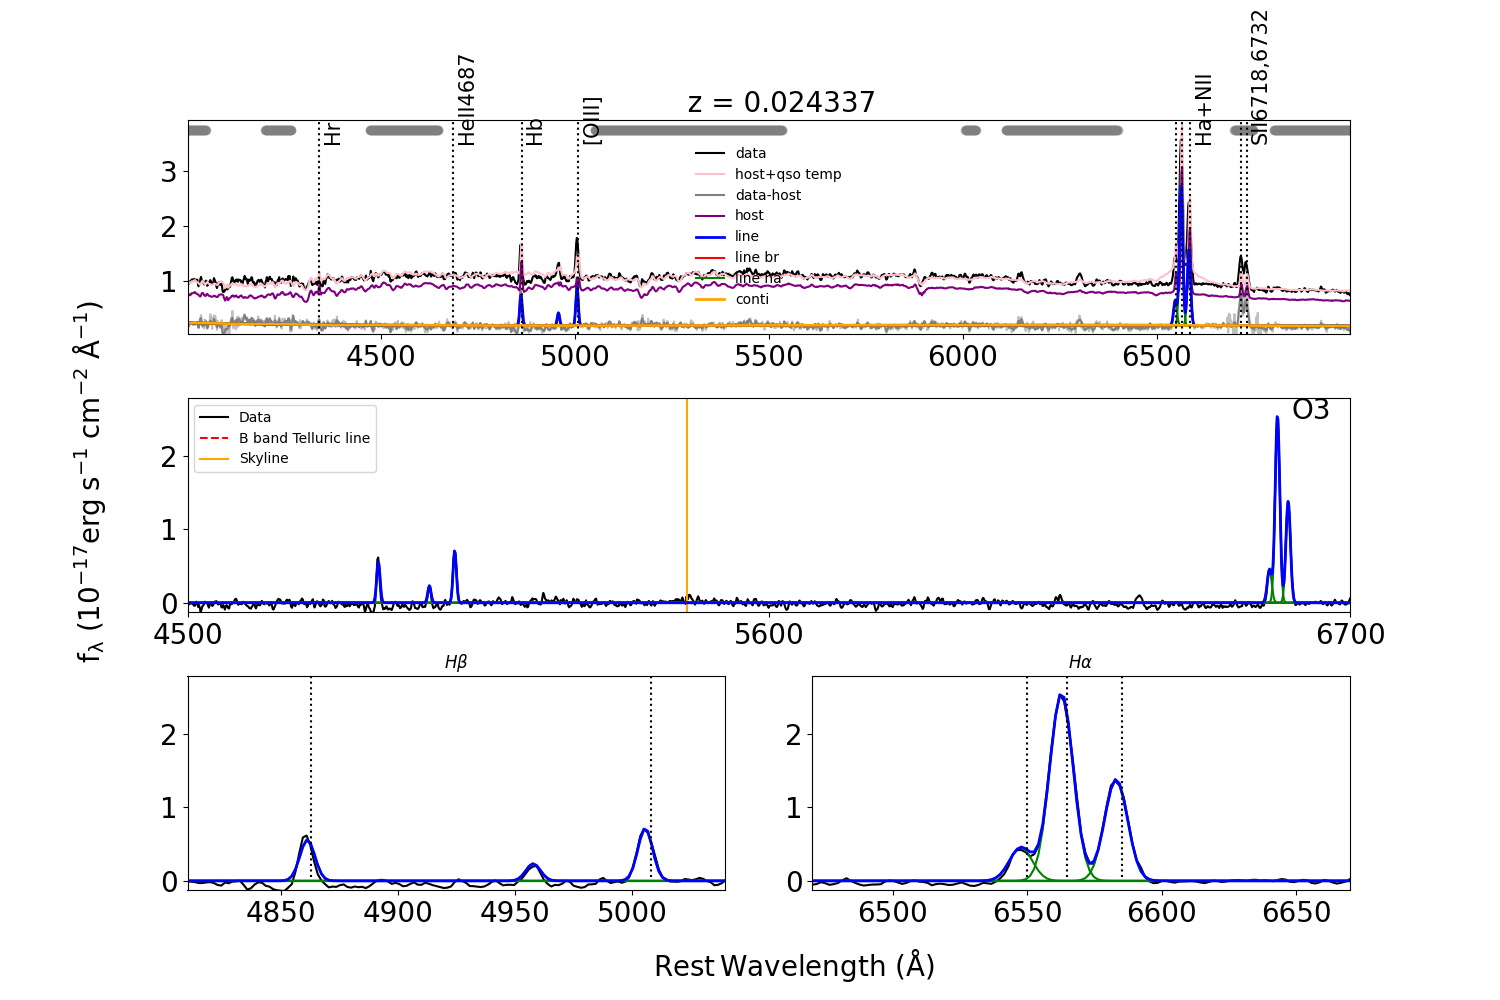 z = 0.024337
Hr
HeII4687
Hb
[OIII]
Ha+NII
SII6718,6732
data
host+qso temp
data-host
host
line
line br
line na
conti
3
2
1
4500
5000
5500
6000
6500
f_λ (10^−17 erg s^−1 cm^−2 Å^−1)
O3
Data
B band Telluric line
Skyline
2
1
0
4500
5600
6700
Hβ
2
1
0
4850
4900
4950
5000
Hα
2
1
0
6500
6550
6600
6650
Rest Wavelength (Å)